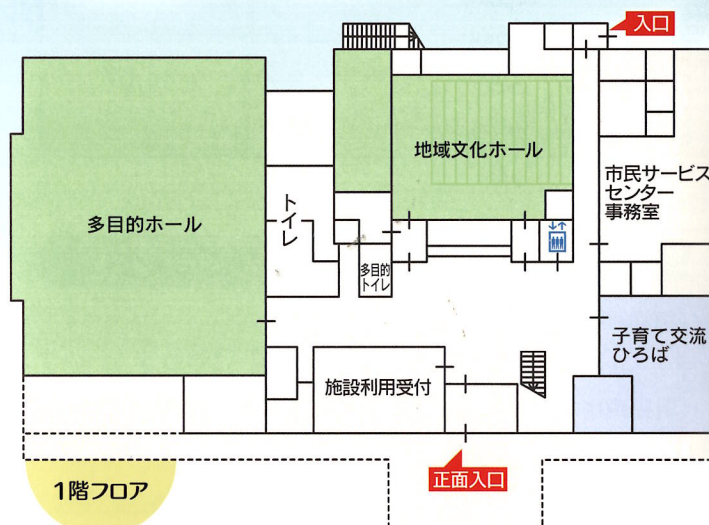 入口
地域文化ホール
市民サービス
センター
事務室
多目的ホール
トイレ
多目的
トイレ
子育て交流
ひろば
施設利用受付
正面入口
1階フロア